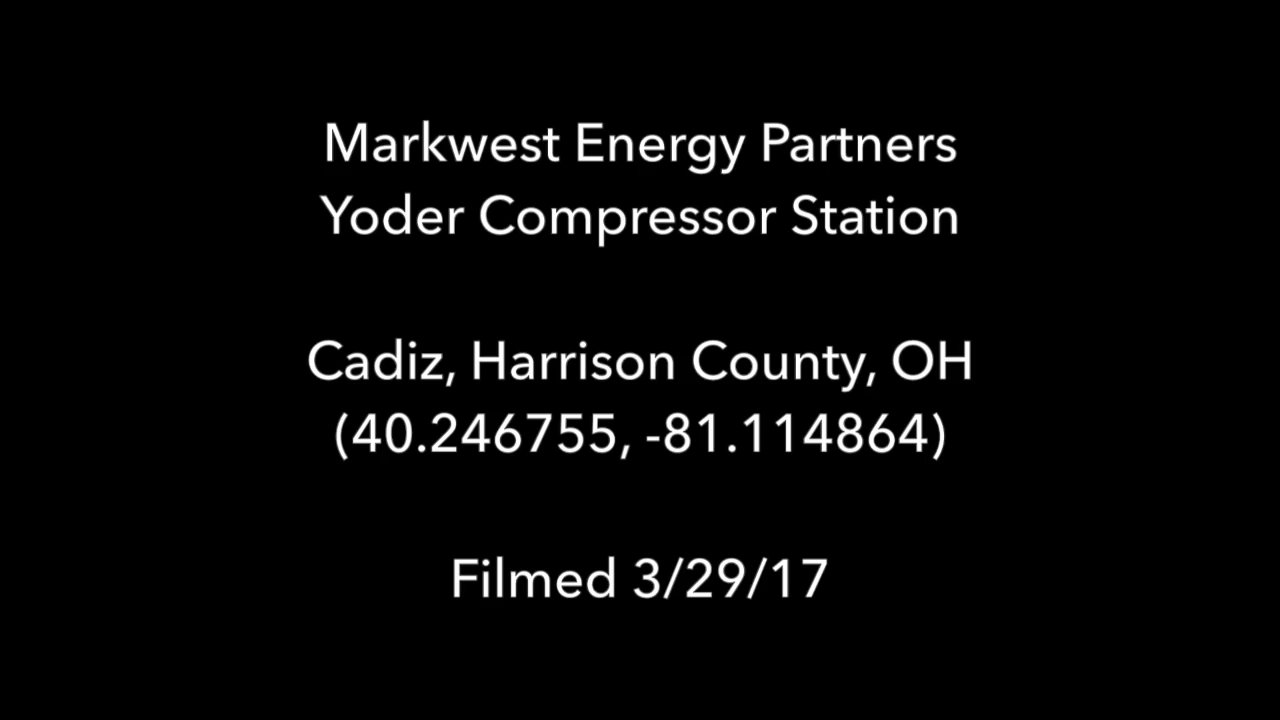 Markwest Energy Partners
Yoder Compressor Station
Cadiz, Harrison County, OH
(40.246755, -81.114864)
Filmed 3/29/17